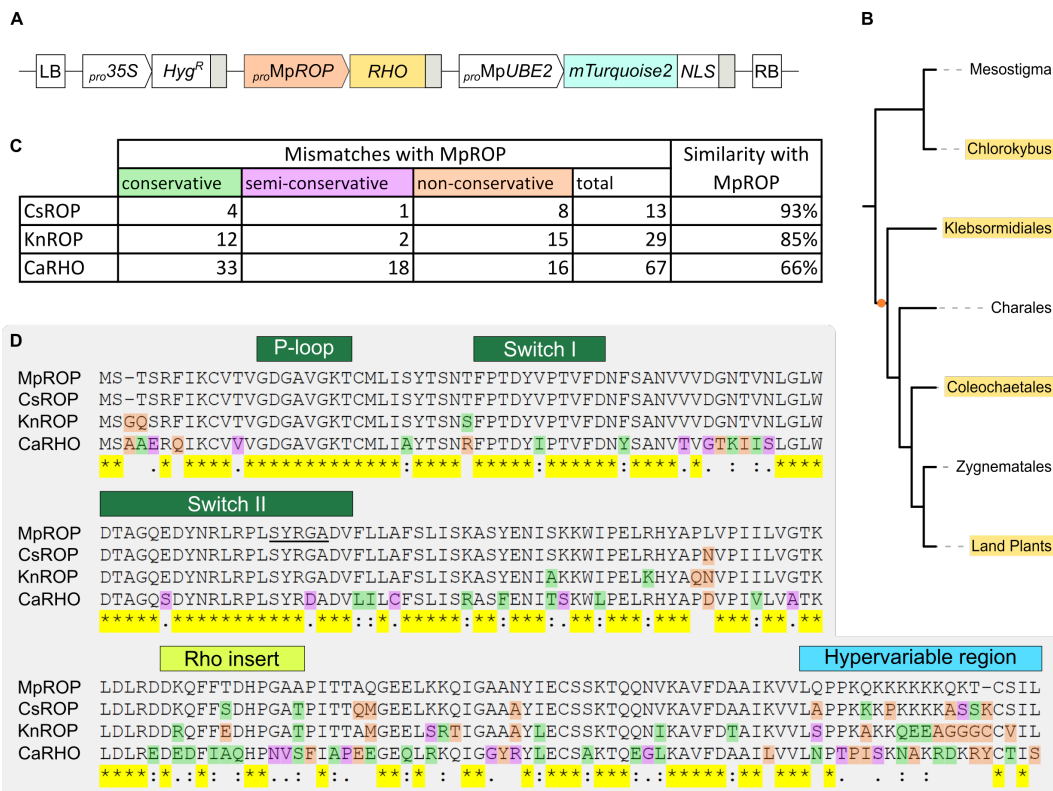 A
LB
pro35S
Hyg^R
proMpROP
RHO
proMpUBE2
mTurquoise2
NLS
RB
B
Mesostigma
Chlorokybus
Klebsormidiales
Charales
Coleochaetales
Zygnematales
Land Plants
C
Mismatches with MpROP
Similarity with MpROP
conservative semi-conservative non-conservative total
CsROP 4 1 8 13 93%
KnROP 12 2 15 29 85%
CaRHO 33 18 16 67 66%
D
P-loop Switch I
MpROP MS-TSRFIKCVTVGDGAVGKTCMLISYTSNTFPTDYVPTVFDNFSANVVVDGNTVNLGLW
CsROP MS-TSRFIKCVTVGDGAVGKTCMLISYTSNTFPTDYVPTVFDNFSANVVVDGNTVNLGLW
KnROP MSGQSRFIKCVTVGDGAVGKTCMLISYTSNSFPTDYVPTVFDNFSANVVVDGNTVNLGLW
CaRHO MSAAERQIKCVVVGDGAVGKTCMLIAYTSNRFPTDYIPTVFDNYSANVTVGTKIISLGLW
**  .* ****.*************:**** *****:******:****.*. : :.****
Switch II
MpROP DTAGQEDYNRLRPLSYRGADVFLLAFSLISKASYENISKKWIPELRHYAPLVPIILVGTK
CsROP DTAGQEDYNRLRPLSYRGADVFLLAFSLISKASYENISKKWIPELRHYAPNVPIILVGTK
KnROP DTAGQEDYNRLRPLSYRGADVFLLAFSLISKASYENIAKKWIPELKHYAQNVPIILVGTK
CaRHO DTAGQSDYNRLRPLSYRDADVLILCFSLISRASFENITSKWLPELRHYAPDVPIVLVATK
*****.***********.***::*.*****:**:***:.**:***:***  ***:**.**
Rho insert Hypervariable region
MpROP LDLRDDKQFFTDHPGAAPITTAQGEELKKQIGAANYIECSSKTQQNVKAVFDAAIKVVLQPPKQKKKKKKQKT-CSIL
CsROP LDLRDDKQFFSDHPGATPITTQMGEELKKQIGAAAYIECSSKTQQNVKAVFDAAIKVVLAPPKKKPKKKKASSKCSIL
KnROP LDLRDDRQFFEDHPGATPITTAMGEELSRTIGAAAYLECSSKTQQNIKAVFDTAIKVVLSPPKAKKQEEAGGGCCVIL
CaRHO LDLREDEDFIAQHPNVSFIAPEEGEQLRKQIGGYRYLECSAKTQEGLKAVFDAAILVVLNPTPISKNAKRDKRYCTIS
****:*.:*: :**..: *:.  **:*.  **.  *:***:***:.:*****:** *** *.  .  : :     * *